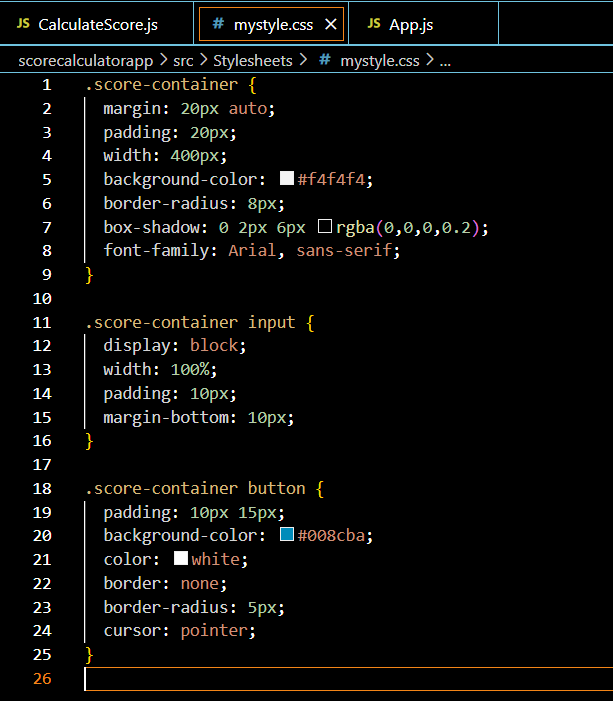 JS CalculateScore.js # mystyle.css × JS App.js
scorecalculatorapp > src > Stylesheets > # mystyle.css > ...
1 .score-container {
2 margin: 20px auto;
3 padding: 20px;
4 width: 400px;
5 background-color: #f4f4f4;
6 border-radius: 8px;
7 box-shadow: 0 2px 6px rgba(0,0,0,0.2);
8 font-family: Arial, sans-serif;
9 }
10
11 .score-container input {
12 display: block;
13 width: 100%;
14 padding: 10px;
15 margin-bottom: 10px;
16 }
17
18 .score-container button {
19 padding: 10px 15px;
20 background-color: #008cba;
21 color: white;
22 border: none;
23 border-radius: 5px;
24 cursor: pointer;
25 }
26